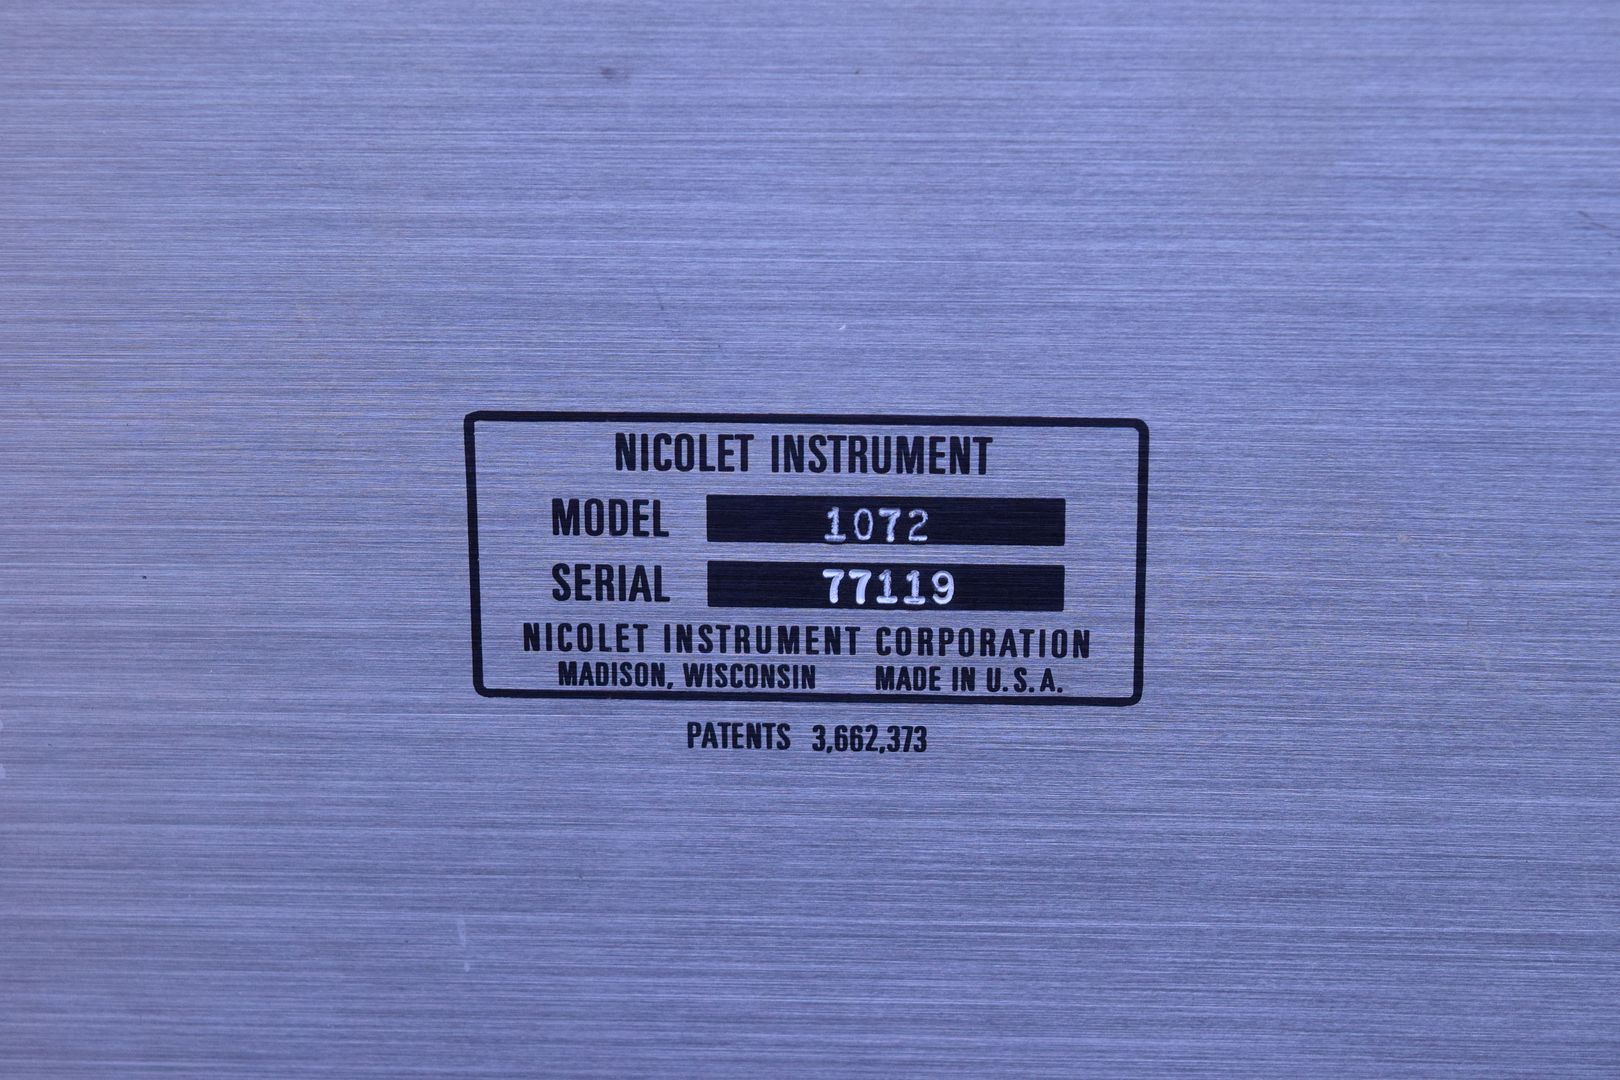 NICOLET INSTRUMENT
MODEL 1072
SERIAL 77119
NICOLET INSTRUMENT CORPORATION
MADISON, WISCONSIN MADE IN U.S.A.
PATENTS 3,662,373